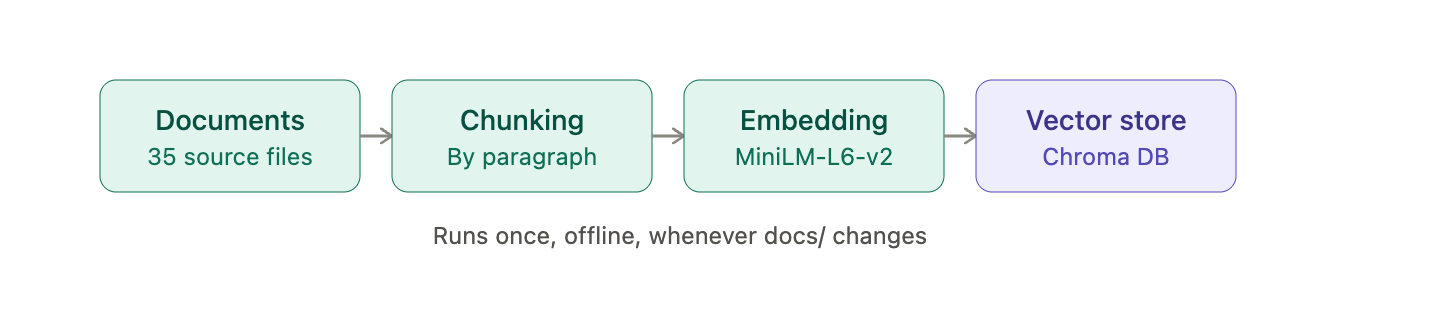 Documents
35 source files
Chunking
By paragraph
Embedding
MiniLM-L6-v2
Vector store
Chroma DB
Runs once, offline, whenever docs/ changes